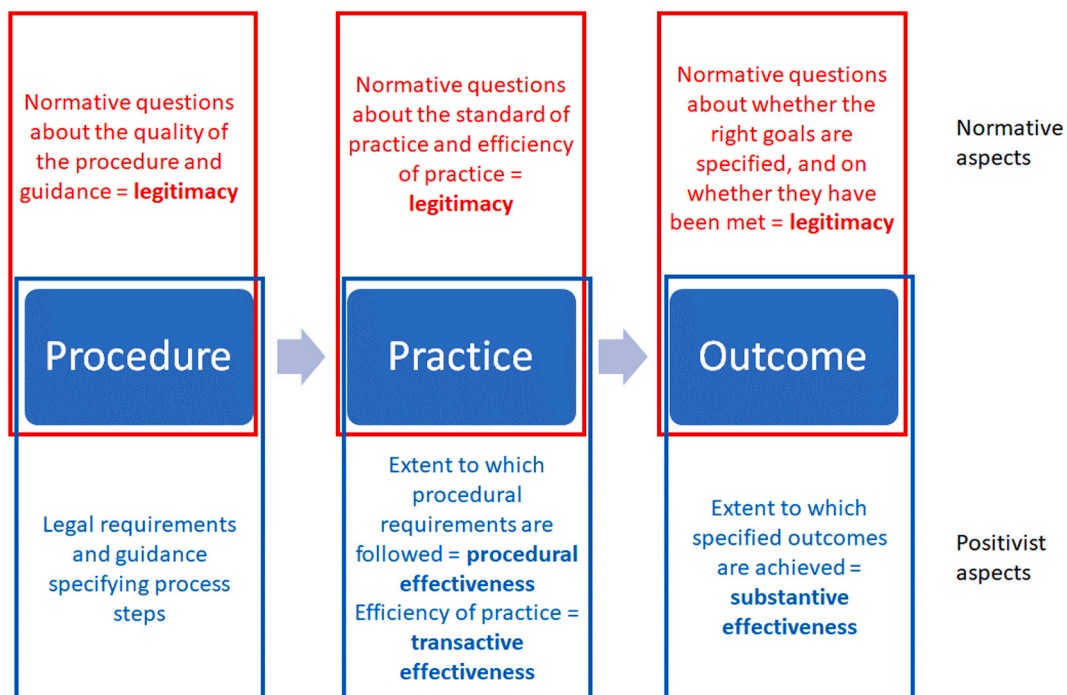 Normative questions
about the quality of
the procedure and
guidance = legitimacy
Normative questions
about the standard of
practice and efficiency
of practice =
legitimacy
Normative questions
about whether the
right goals are
specified, and on
whether they have
been met = legitimacy
Normative
aspects
Procedure
Practice
Outcome
Legal requirements
and guidance
specifying process
steps
Extent to which
procedural
requirements are
followed = procedural
effectiveness
Efficiency of practice =
transactive
effectiveness
Extent to which
specified outcomes
are achieved =
substantive
effectiveness
Positivist
aspects